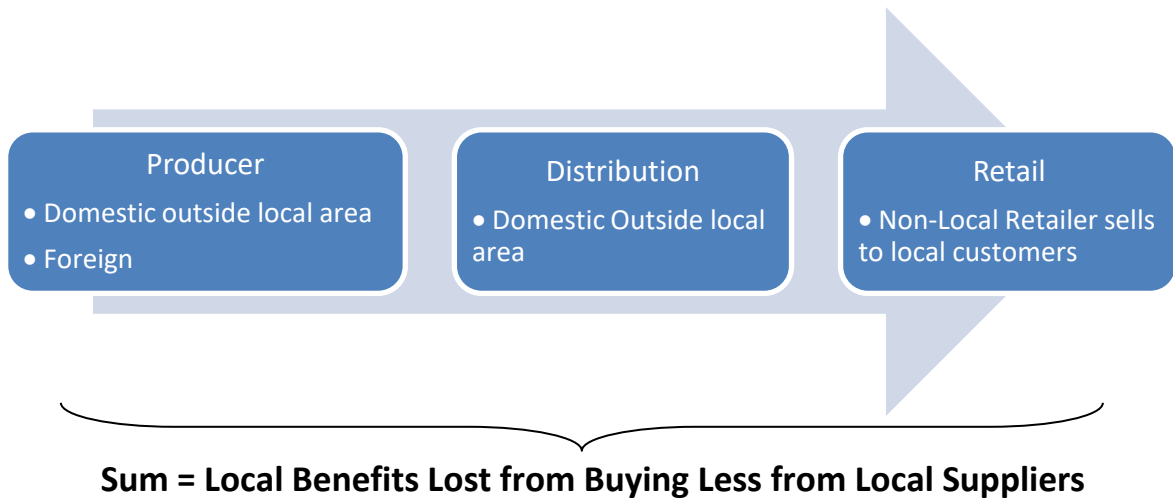 Producer
• Domestic outside local area
• Foreign
Distribution
• Domestic Outside local
area
Retail
• Non-Local Retailer sells
to local customers
Sum = Local Benefits Lost from Buying Less from Local Suppliers